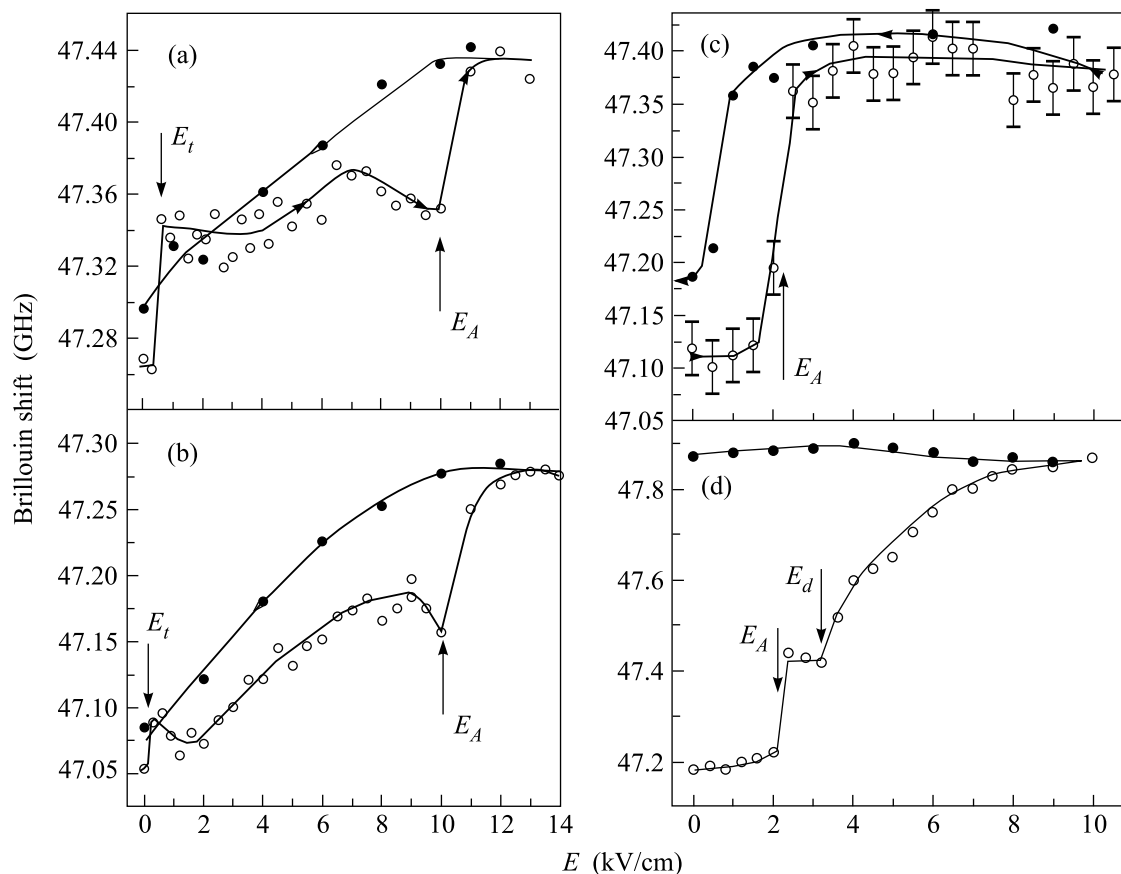 (a)
47.44
47.40
47.36
47.32
47.28
E_t
E_A
(b)
47.30
47.25
47.20
47.15
47.10
47.05
E_t
E_A
0 2 4 6 8 10 12 14
(c)
47.40
47.35
47.30
47.20
47.15
47.10
47.05
E_A
(d)
47.8
47.6
47.4
47.2
E_A
E_d
0 2 4 6 8 10
Brillouin shift (GHz)
E (kV/cm)